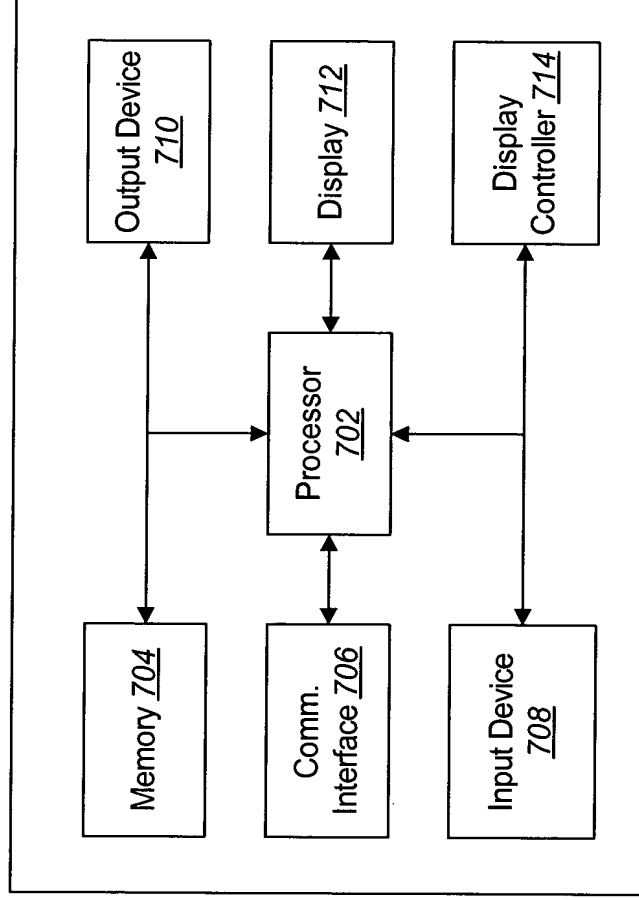 Memory 704
Comm.
Interface 706
Input Device
708
Processor
702
Output Device
710
Display 712
Display
Controller 714